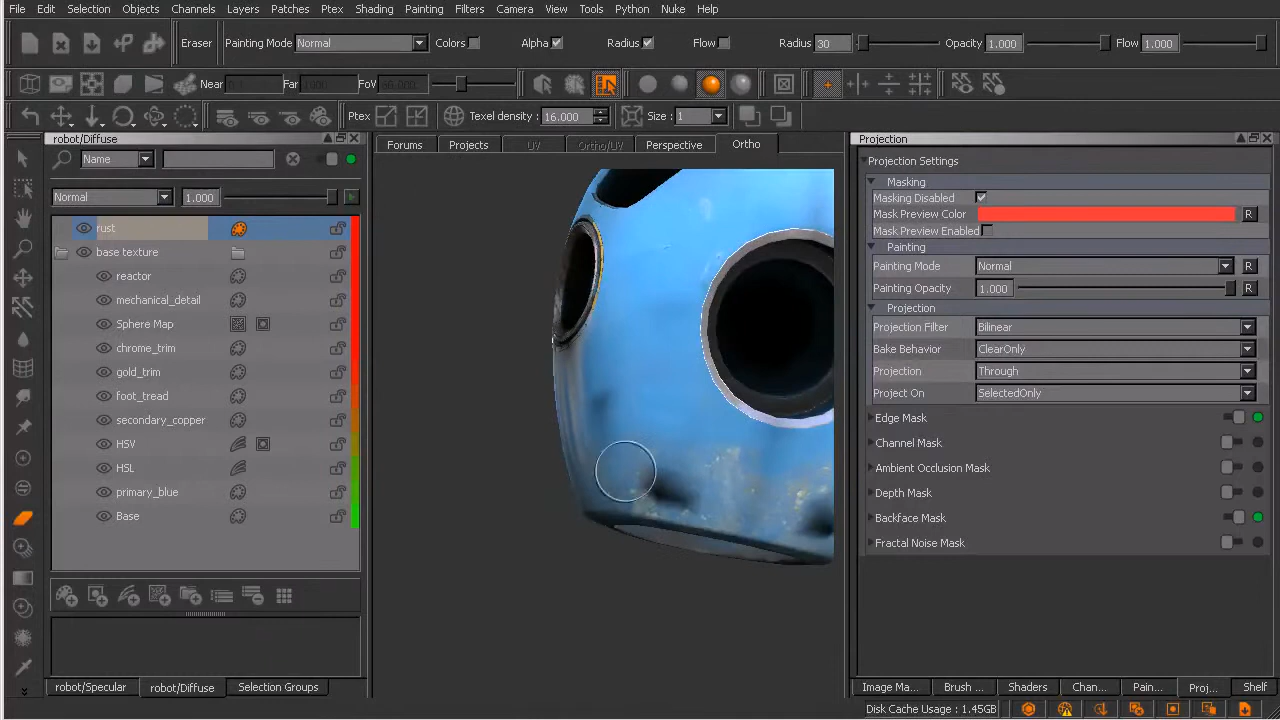 File Edit Selection Objects Channels Layers Patches Ptex Shading Painting Filters Camera View Tools Python Nuke Help
Eraser Painting Mode Normal Colors Alpha Radius Flow Radius 30 Opacity 1.000 Flow 1.000
Near Far FoV
Ptex Texel density: 16.000 Size : 1
robot/Diffuse
Name
Normal 1.000
rust
base texture
reactor
mechanical_detail
Sphere Map
chrome_trim
gold_trim
foot_tread
secondary_copper
HSV
HSL
primary_blue
Base
robot/Specular robot/Diffuse Selection Groups
Forums Projects UV Ortho/UV Perspective Ortho
Projection
Projection Settings
Masking
Masking Disabled
Mask Preview Color R
Mask Preview Enabled
Painting
Painting Mode Normal R
Painting Opacity 1.000 R
Projection
Projection Filter Bilinear
Bake Behavior ClearOnly
Projection Through
Project On SelectedOnly
Edge Mask
Channel Mask
Ambient Occlusion Mask
Depth Mask
Backface Mask
Fractal Noise Mask
Image Ma... Brush ... Shaders Chan... Pain... Proj... Shelf
Disk Cache Usage : 1.45GB